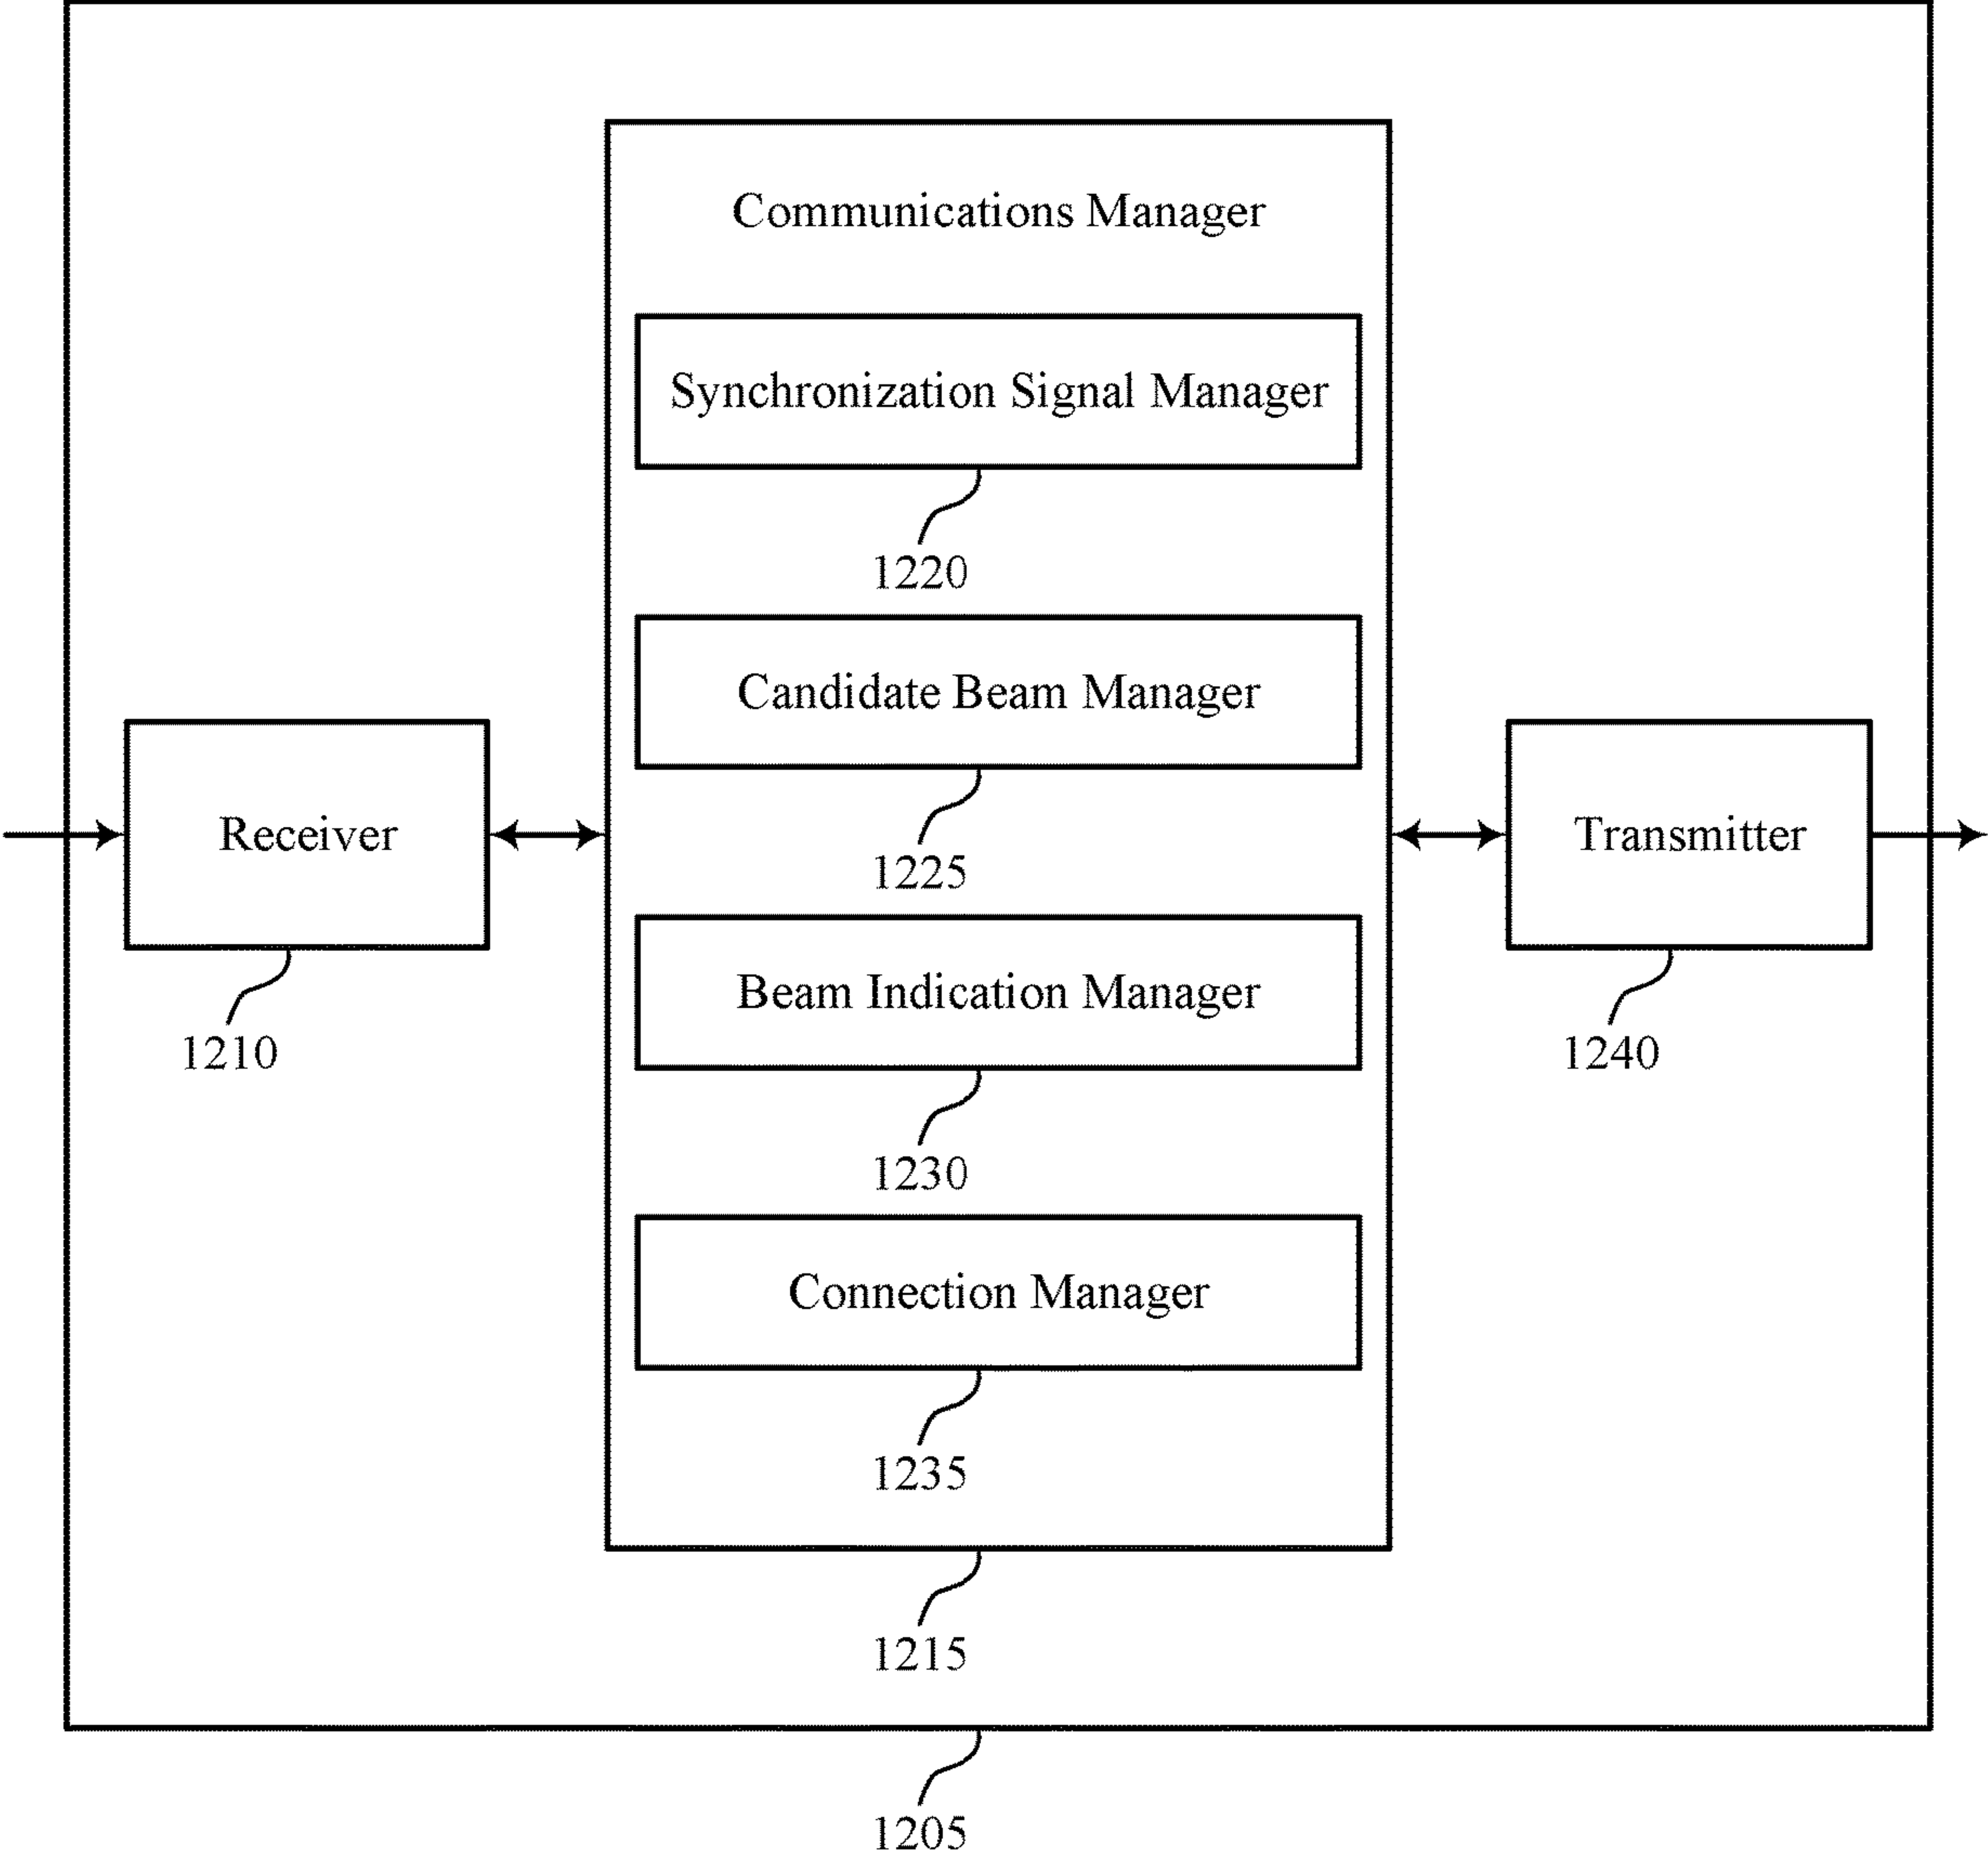 Communications Manager
Synchronization Signal Manager
1220
Candidate Beam Manager
1225
Receiver
Transmitter
Beam Indication Manager
1210
1240
1230
Connection Manager
1235
1215
1205